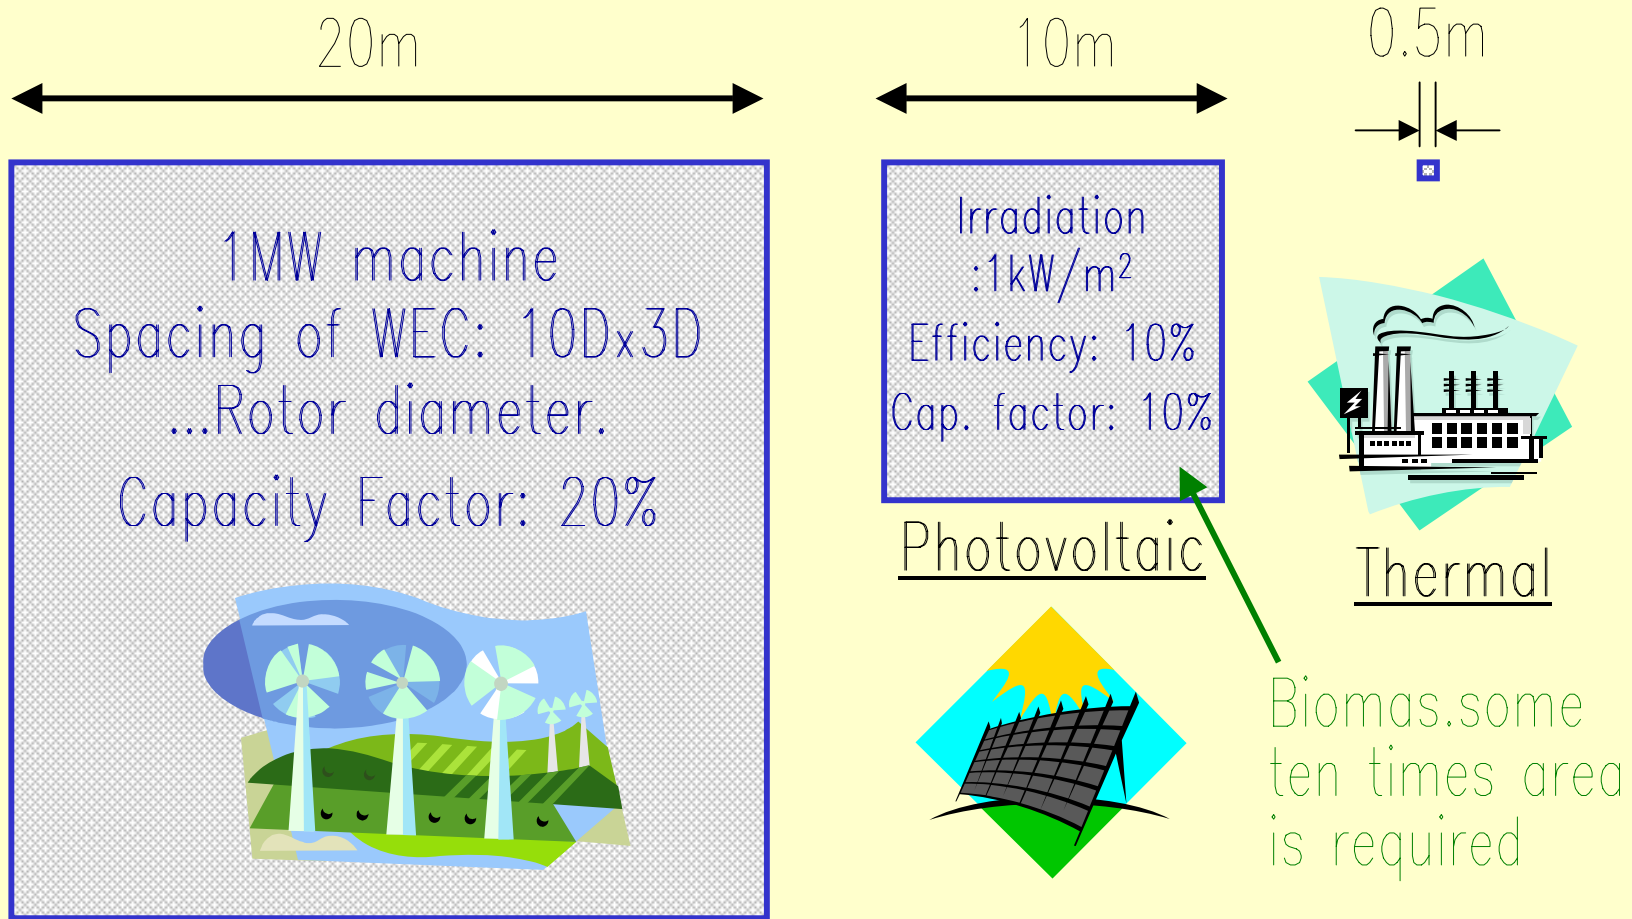 20m
10m
0.5m
1MW machine
Spacing of WEC: 10Dx3D
...Rotor diameter.
Capacity Factor: 20%
Irradiation
:1kW/m²
Efficiency: 10%
Cap. factor: 10%
Photovoltaic
Thermal
Biomas.some
ten times area
is required